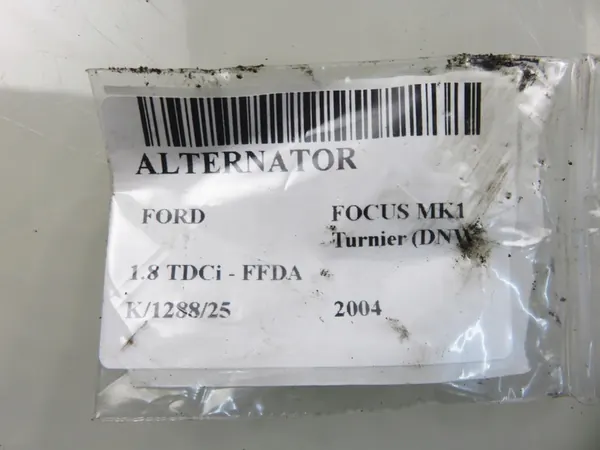 ALTERNATOR
FORD FOCUS MK1
Turnier (DNW
1.8 TDCi - FFDA
K/1288/25 2004